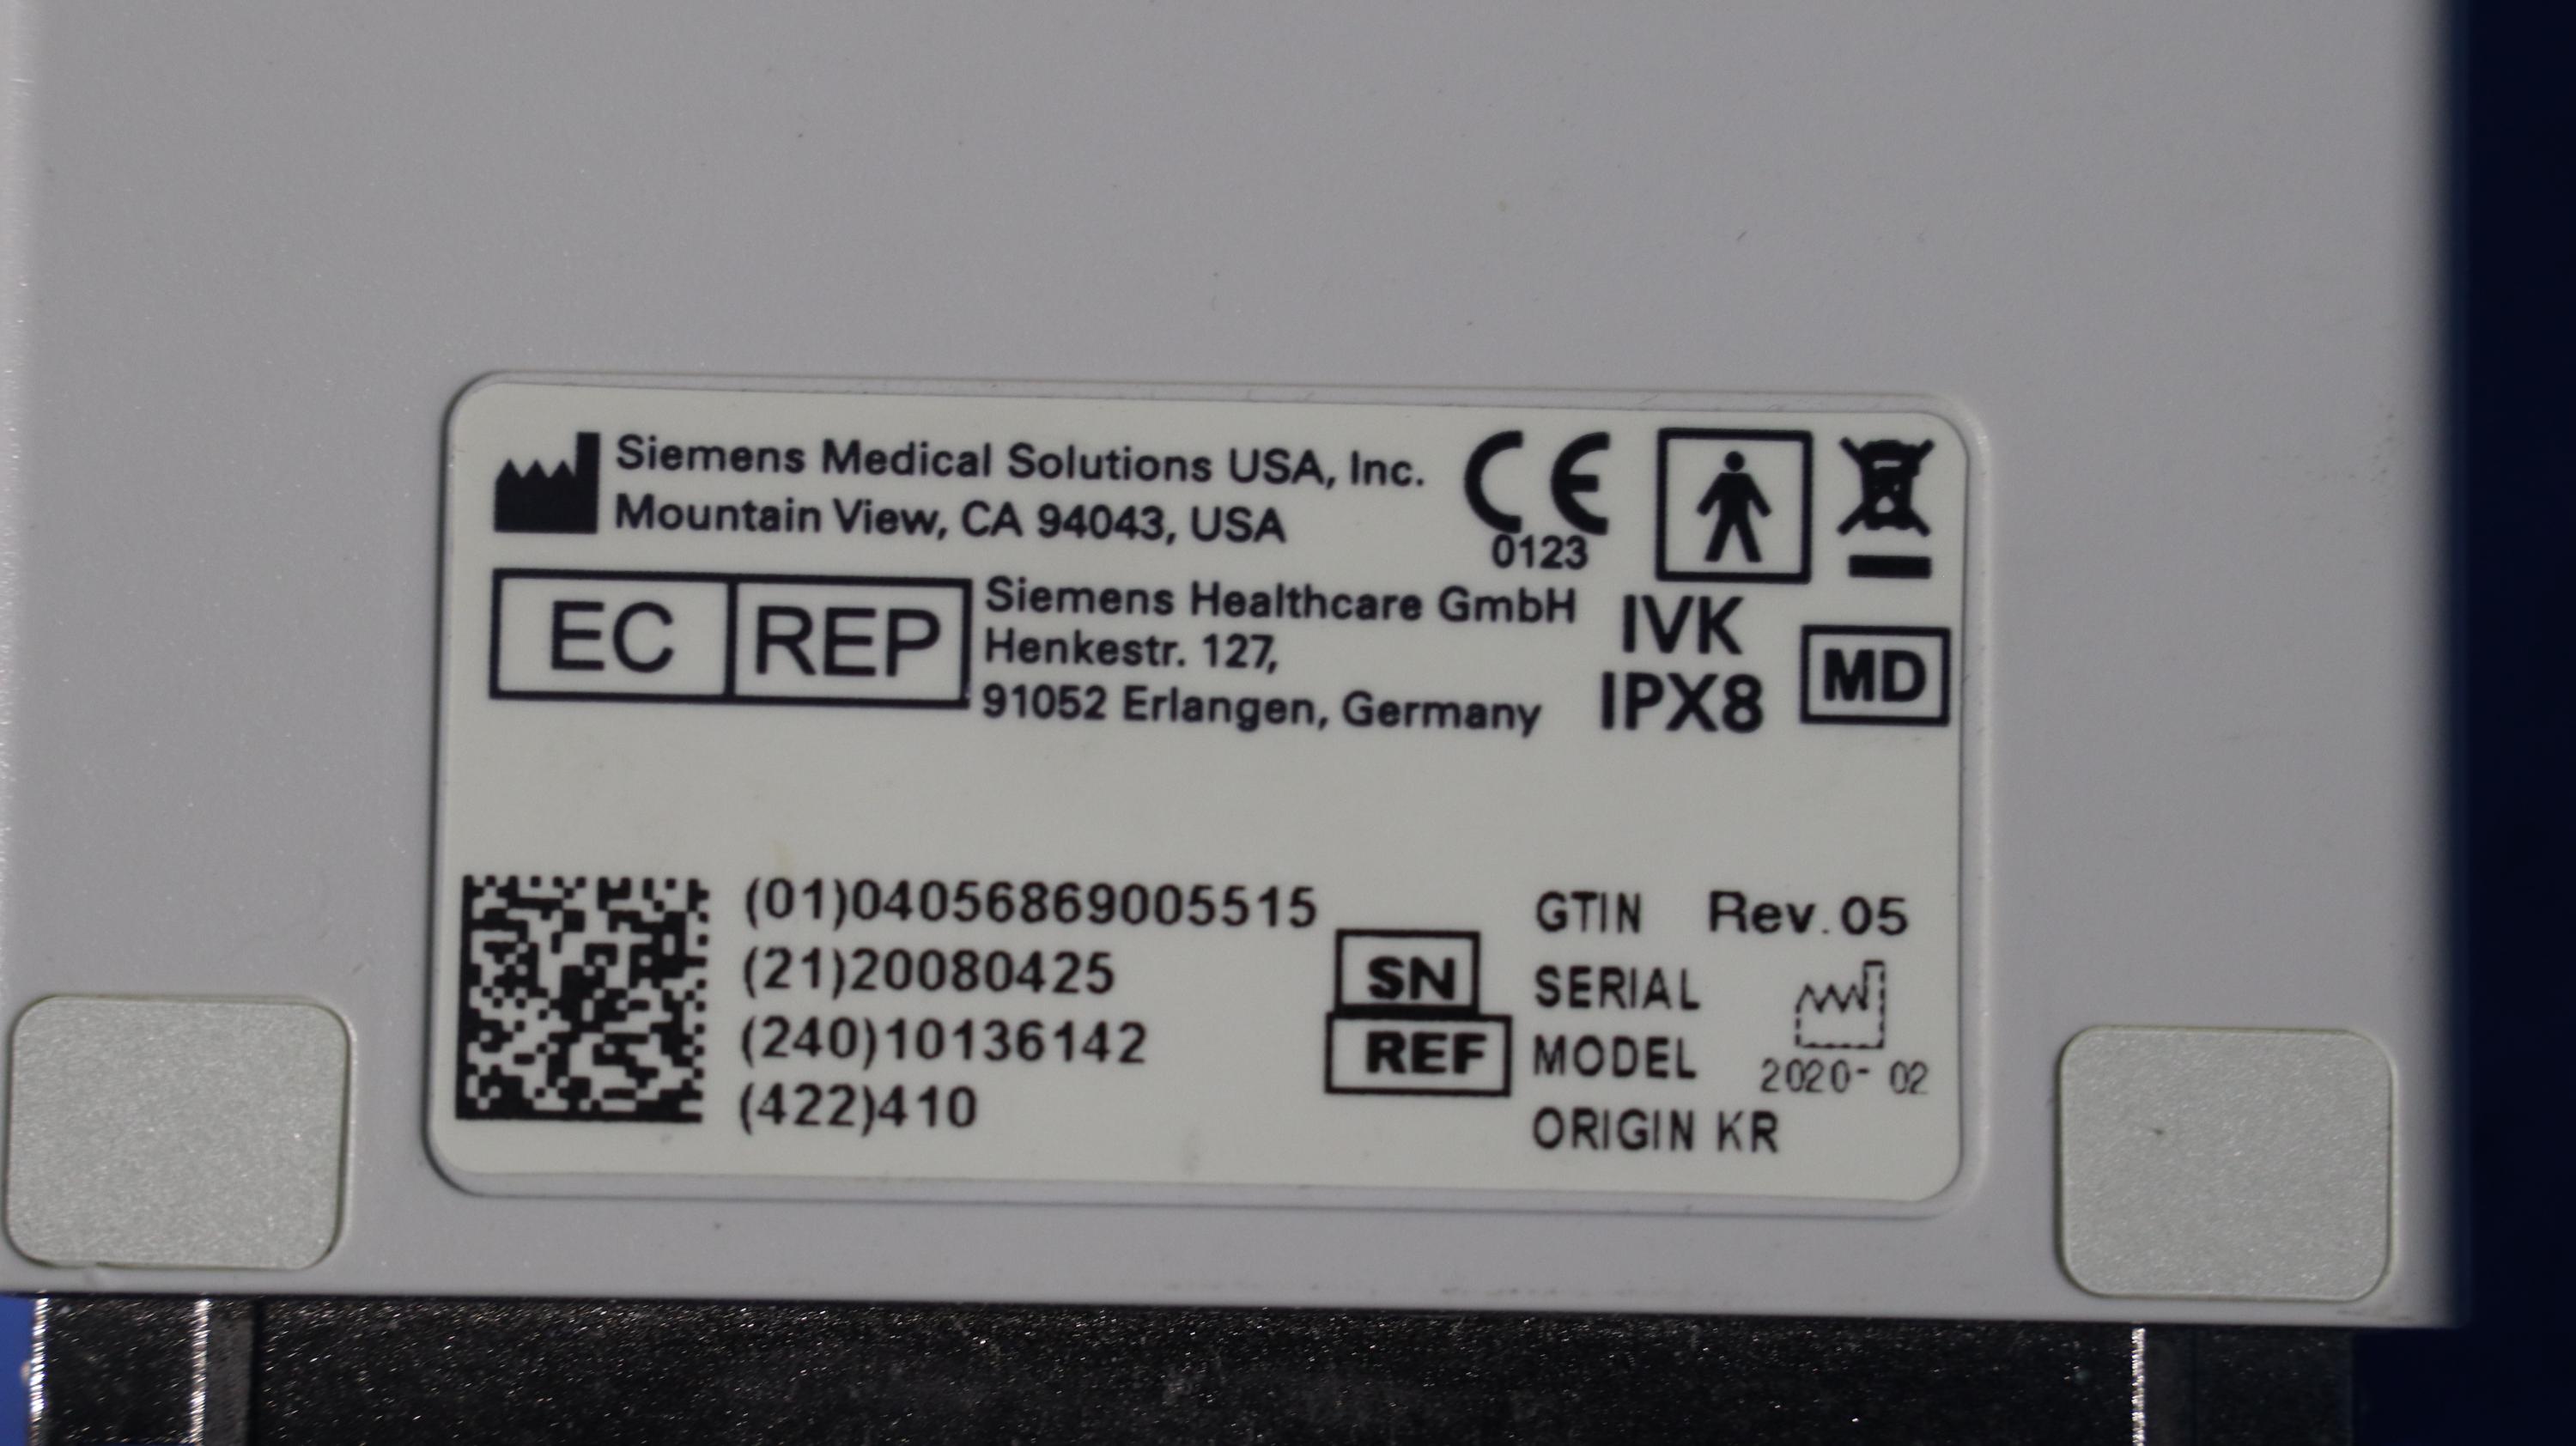 Siemens Medical Solutions USA, Inc.
Mountain View, CA 94043, USA
CE
0123
EC REP
Siemens Healthcare GmbH
Henkestr. 127,
91052 Erlangen, Germany
IVK
IPX8
MD
(01)04056869005515 GTIN Rev.05
(21)20080425 SN SERIAL
(240)10136142 REF MODEL
2020-02
(422)410 ORIGIN KR